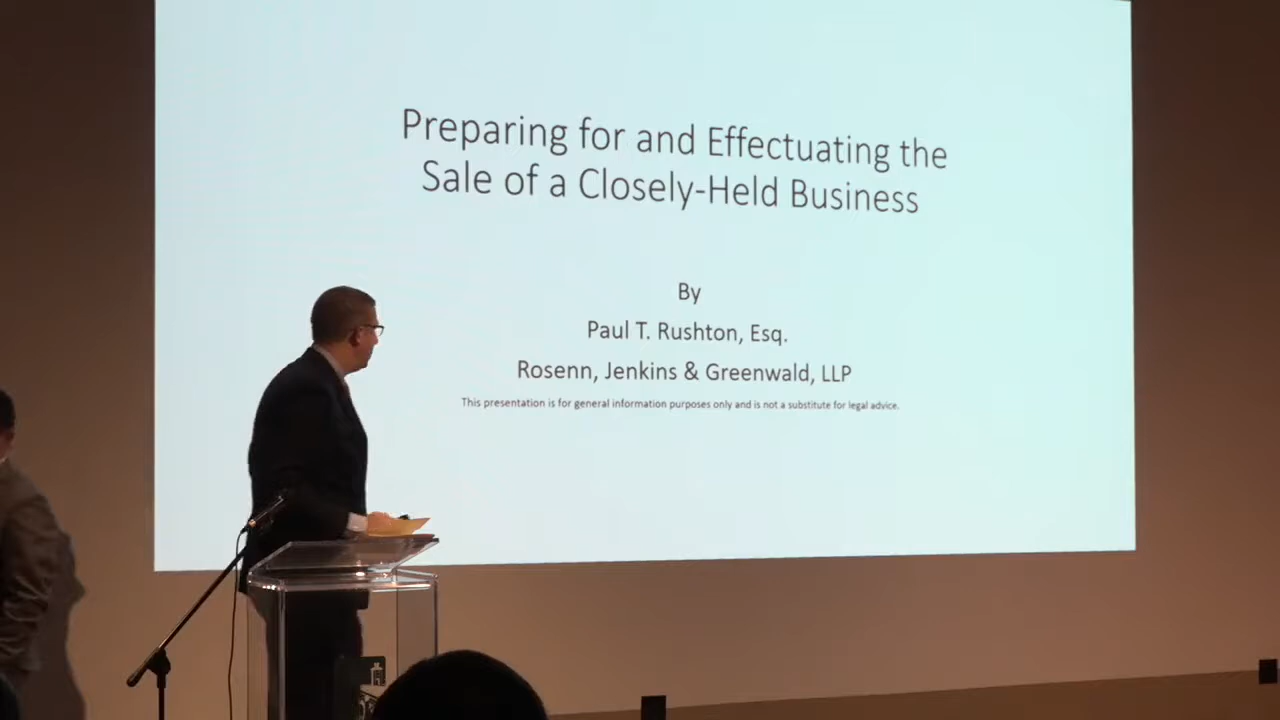 Preparing for and Effectuating the
Sale of a Closely-Held Business
By
Paul T. Rushton, Esq.
Rosenn, Jenkins & Greenwald, LLP
This presentation is for general information purposes only and is not a substitute for legal advice.